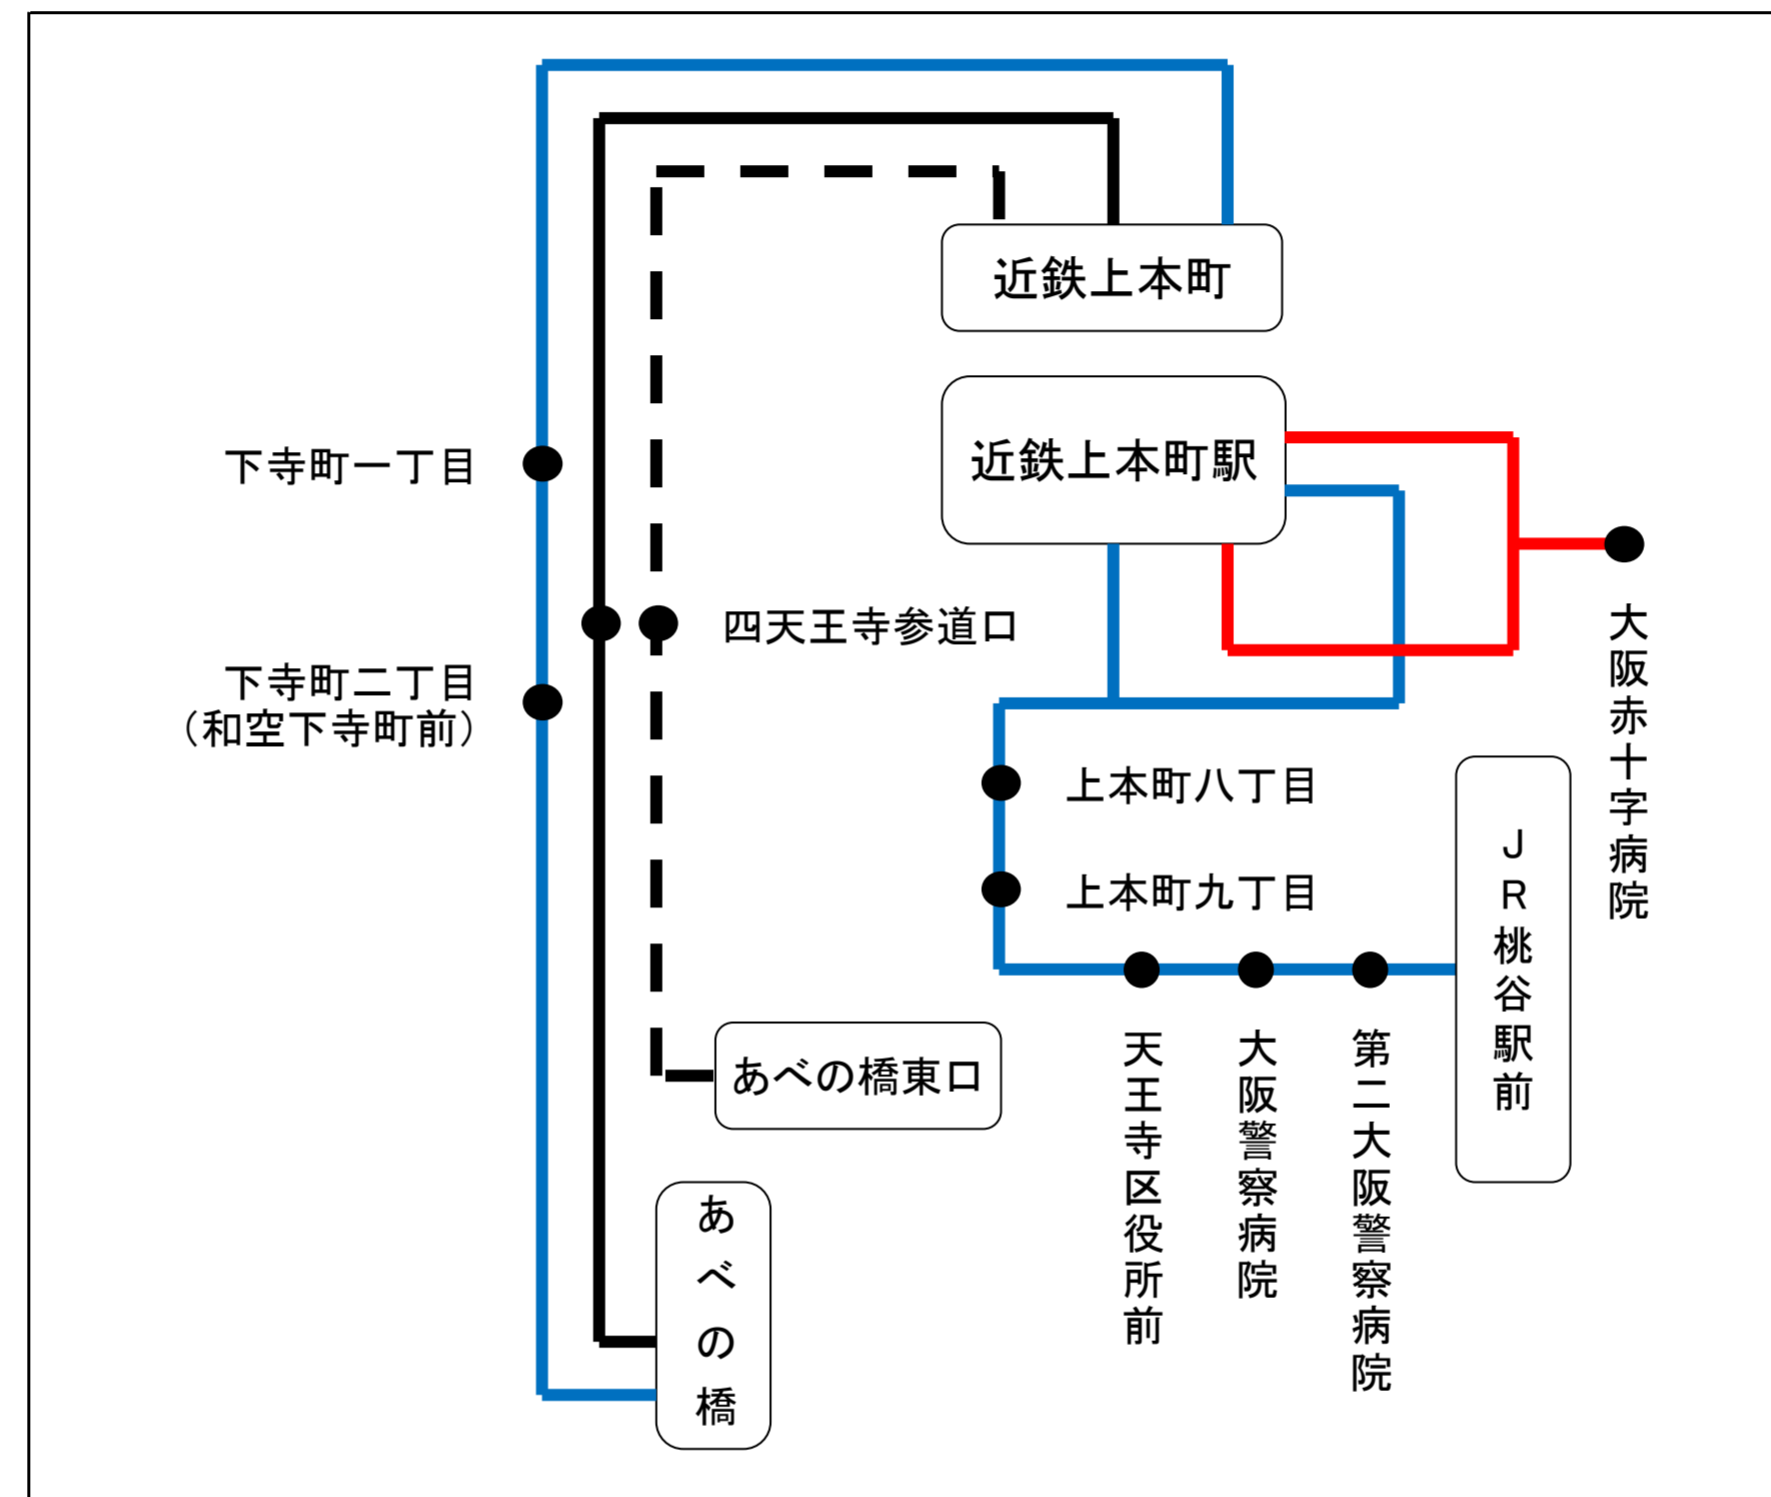 近鉄上本町
近鉄上本町駅
下寺町一丁目
四天王寺参道口
下寺町二丁目
（和空下寺町前）
大阪赤十字病院
上本町八丁目
上本町九丁目
ＪＲ桃谷駅前
あべの橋東口
天王寺区役所前
大阪警察病院
第二大阪警察病院
あべの橋